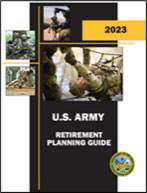 2023
U.S. ARMY
RETIREMENT
PLANNING GUIDE